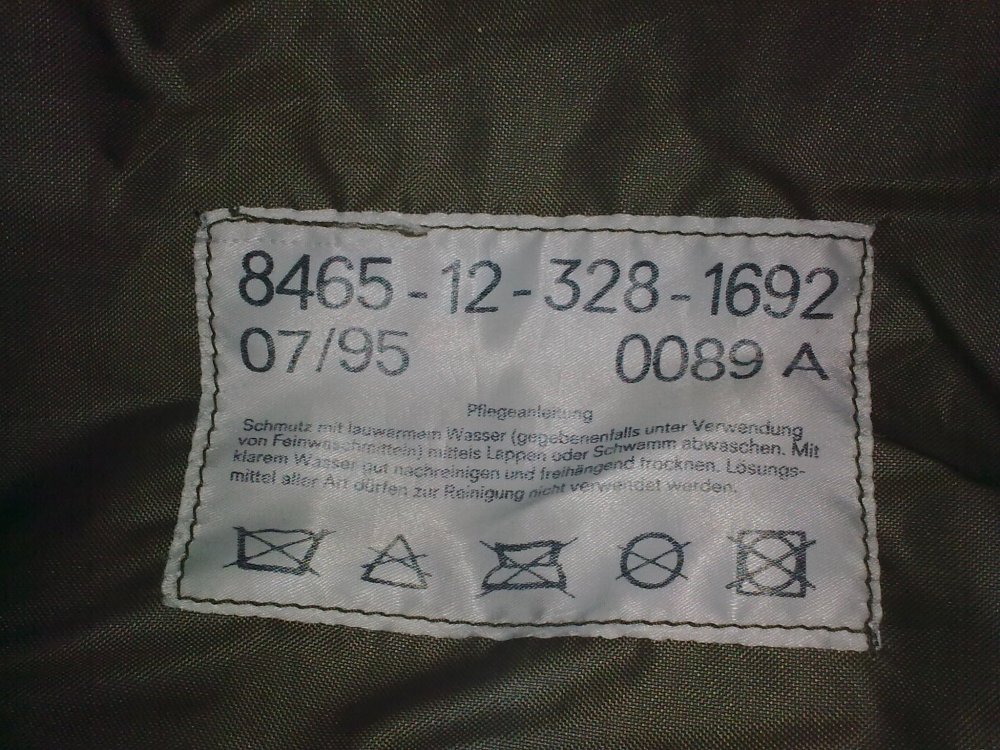 8465-12-328-1692
07/95 0089 A
Pflegeanleitung
Schmutz mit lauwarmem Wasser (gegebenenfalls unter Verwendung
von Feinwaschmitteln) mittels Lappen oder Schwamm abwaschen. Mit
klarem Wasser gut nachreinigen und freihängend trocknen. Lösungs-
mittel aller Art dürfen zur Reinigung nicht verwendet werden.